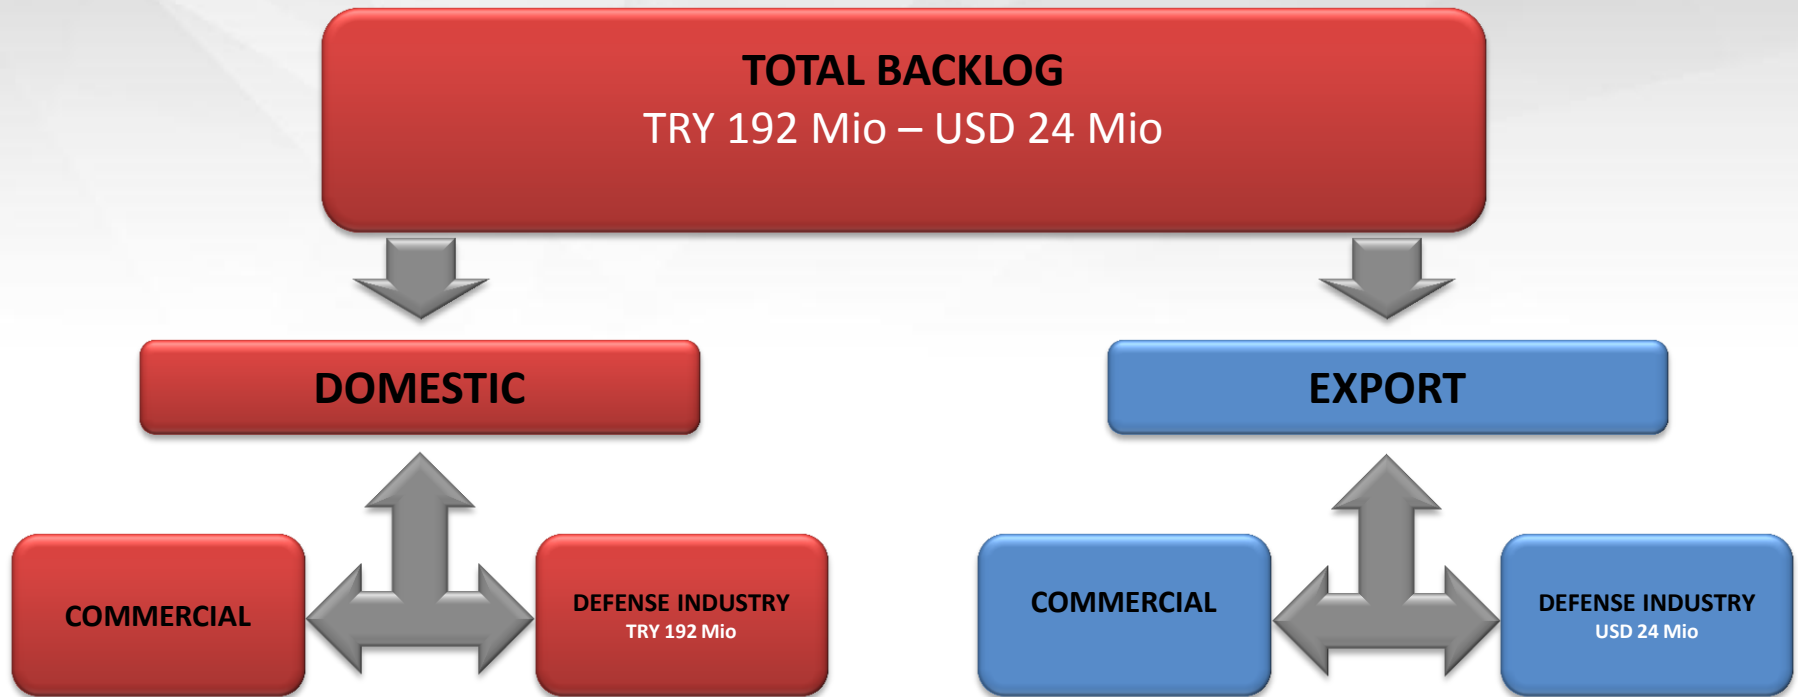 TOTAL BACKLOG
TRY 192 Mio – USD 24 Mio
DOMESTIC
EXPORT
COMMERCIAL
DEFENSE INDUSTRY
TRY 192 Mio
COMMERCIAL
DEFENSE INDUSTRY
USD 24 Mio